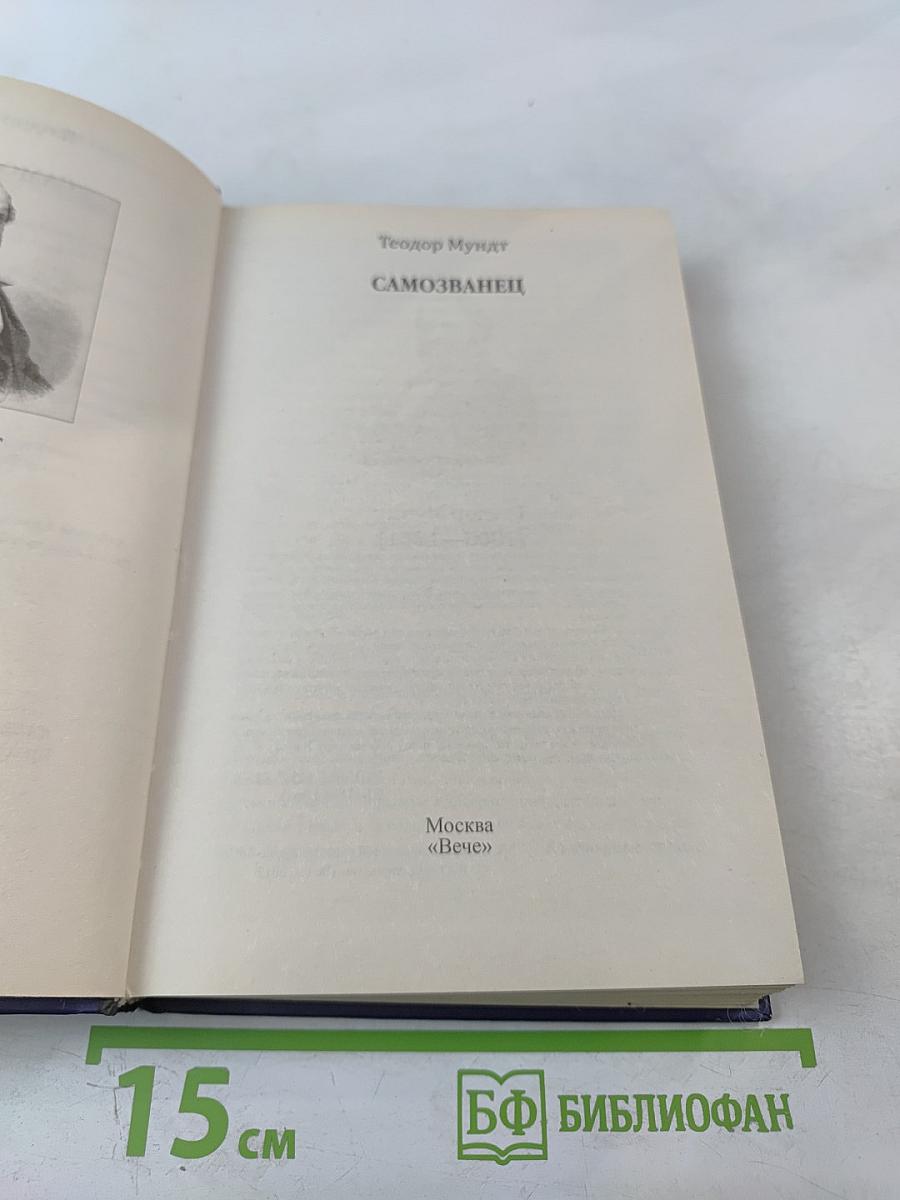 Теодор Мундт
САМОЗВАНЕЦ
Москва
«Вече»
15 см
БФ БИБЛИОФАН